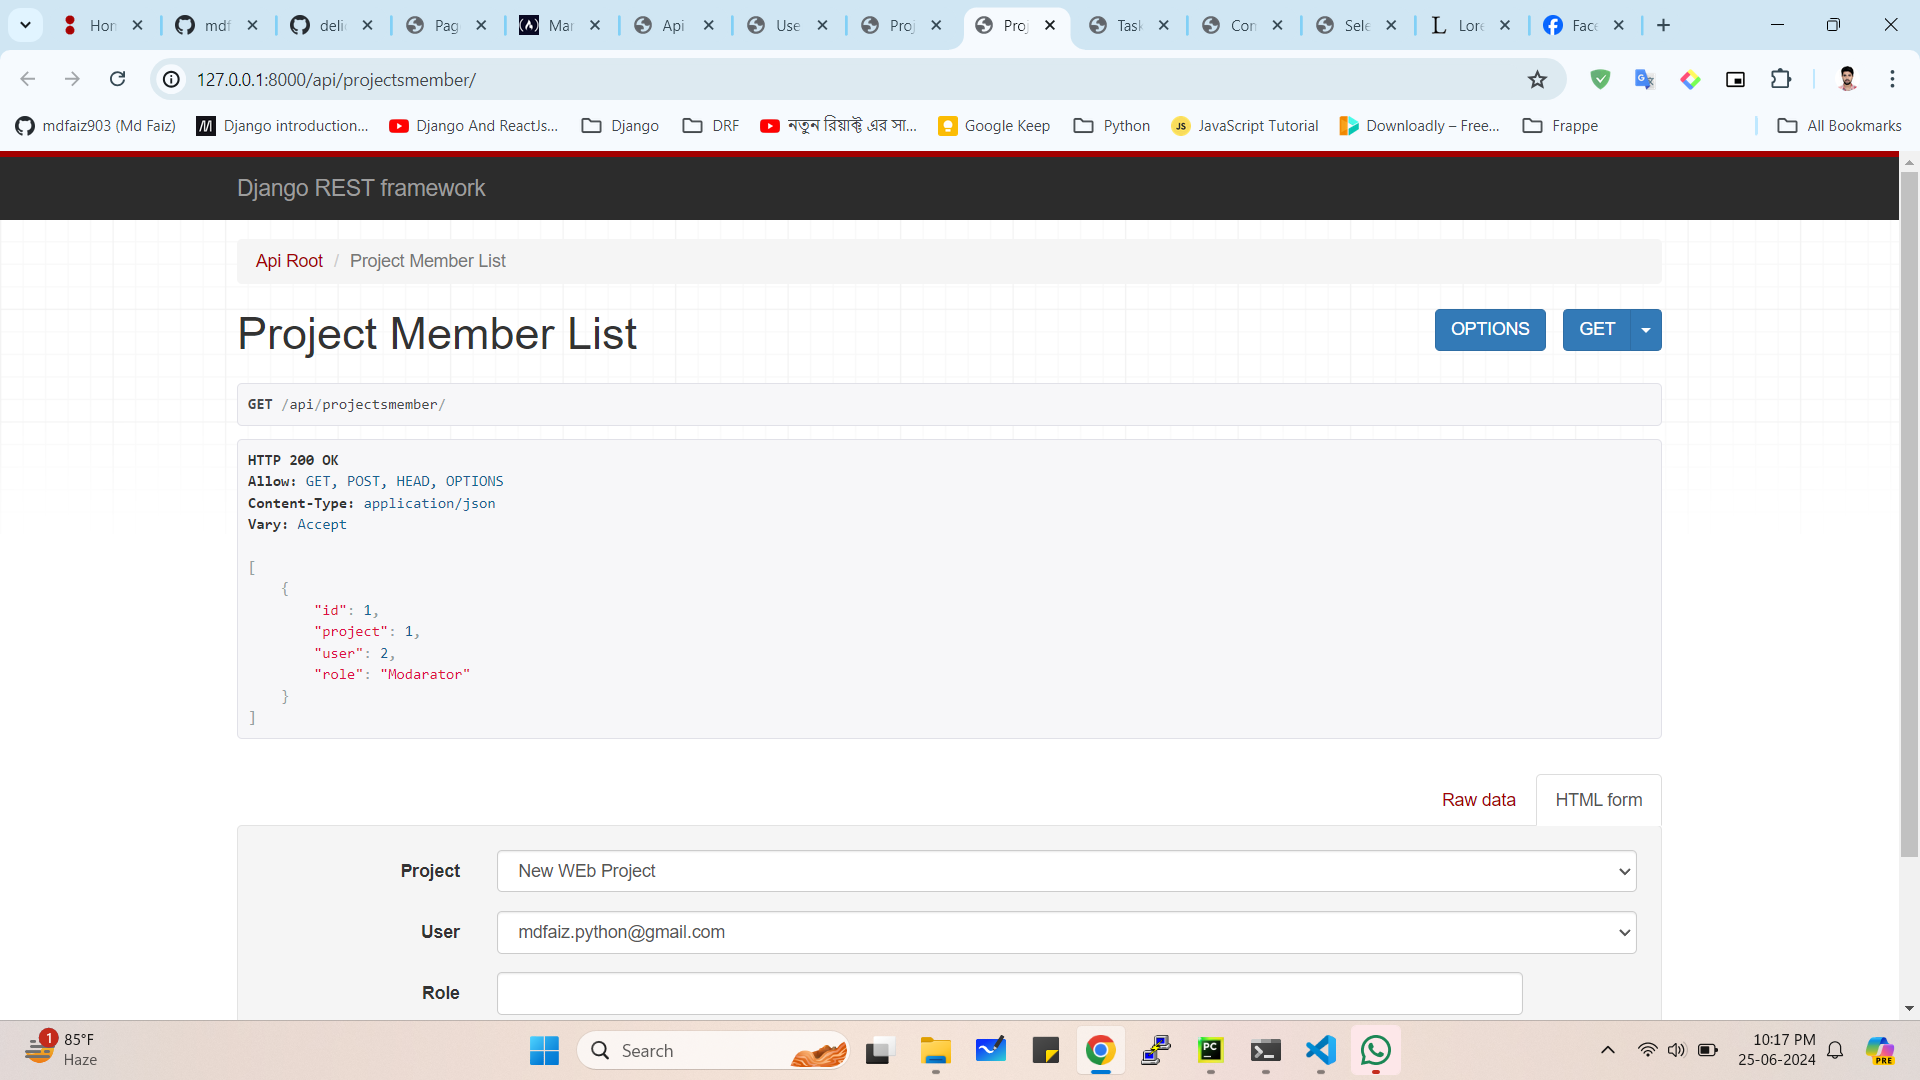 Hon
mdf
deli
Pag
Mar
Api
Use
Proj
Proj
Task
Con
Sele
Lore
Face
127.0.0.1:8000/api/projectsmember/
mdfaiz903 (Md Faiz)
Django introduction...
Django And ReactJs...
Django
DRF
নতুন রিয়াক্ট এর সা...
Google Keep
Python
JavaScript Tutorial
Downloadly – Free...
Frappe
All Bookmarks
Django REST framework
Api Root / Project Member List
Project Member List
OPTIONS
GET
GET /api/projectsmember/
HTTP 200 OK
Allow: GET, POST, HEAD, OPTIONS
Content-Type: application/json
Vary: Accept
[
{
"id": 1,
"project": 1,
"user": 2,
"role": "Modarator"
}
]
Raw data
HTML form
Project
New WEb Project
User
mdfaiz.python@gmail.com
Role
1
85°F
Haze
Search
10:17 PM
25-06-2024